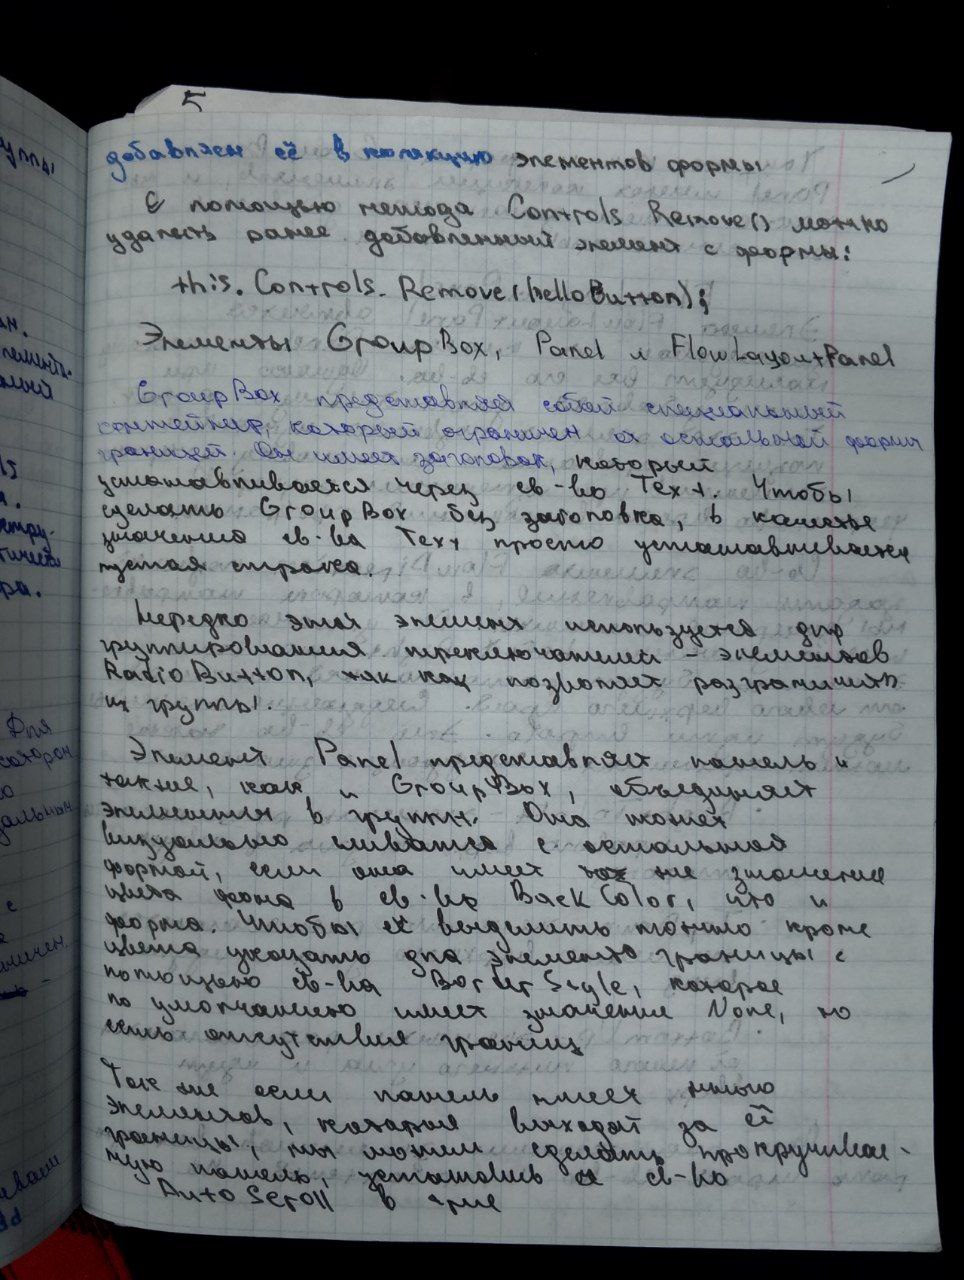 5
добавляем её в коллекцию элементов формы
С помощью метода Controls Remove() можно
удалить ранее добавленный элемент с формы:
this. Controls. Remove(helloButton);
Элементы GroupBox, Panel и FlowLayoutPanel
GroupBox представляет собой специальный
контейнер, который ограничен от остальной формы
границей. Он имеет заголовок, который
устанавливается через св-во Text. Чтобы
сделать GroupBox без заголовка, в качестве
значения св-ва Text просто устанавливается
пустая строка.
Нередко этот элемент используется для
группирования переключателей - элементов
RadioButton, так как позволяет разграничить
их группы.
Элемент Panel представляет панель и
также, как и GroupBox, объединяет
элементы в группы. Она может
визуально сливаться с остальной
формой, если она имеет то же значение
цвета фона в св-ве BackColor, что и
форма. Чтобы её выделить можно кроме
цвета указать для элемента границы с
помощью св-ва BorderStyle, которое
по умолчанию имеет значение None, то
есть отсутствие границ
Так же если панель имеет много
элементов, которые выходят за её
границы, мы можем сделать прокручивае-
мую панель, установив её св-во
AutoScroll в true